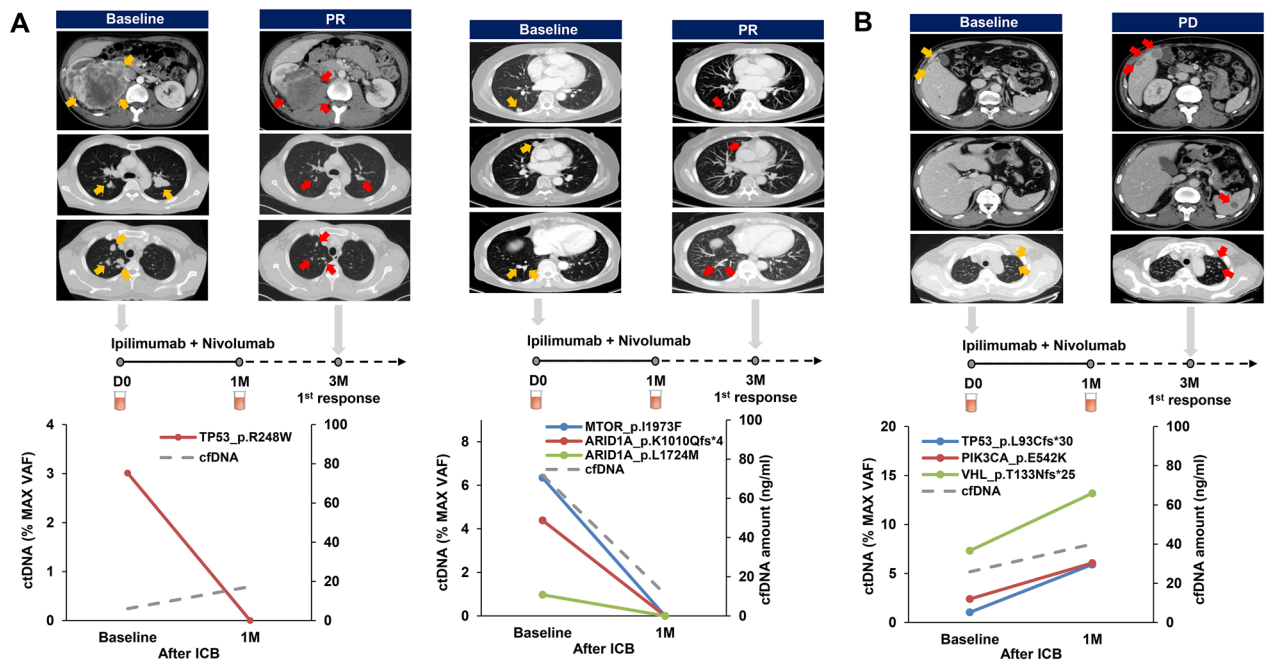 A
Baseline
PR
Baseline
PR
B
Baseline
PD
Ipilimumab + Nivolumab
D0
1M
3M
1st response
Ipilimumab + Nivolumab
D0
1M
3M
1st response
Ipilimumab + Nivolumab
D0
1M
3M
1st response
ctDNA (% MAX VAF)
4
3
2
1
0
TP53_p.R248W
cfDNA
100
80
60
40
20
0
Baseline
1M
After ICB
ctDNA (% MAX VAF)
8
6
4
2
0
MTOR_p.I1973F
ARID1A_p.K1010Qfs*4
ARID1A_p.L1724M
cfDNA
100
80
60
40
20
0
cfDNA amount (ng/ml)
Baseline
1M
After ICB
ctDNA (% MAX VAF)
20
15
10
5
0
TP53_p.L93Cfs*30
PIK3CA_p.E542K
VHL_p.T133Nfs*25
cfDNA
100
80
60
40
20
0
cfDNA amount (ng/ml)
Baseline
1M
After ICB